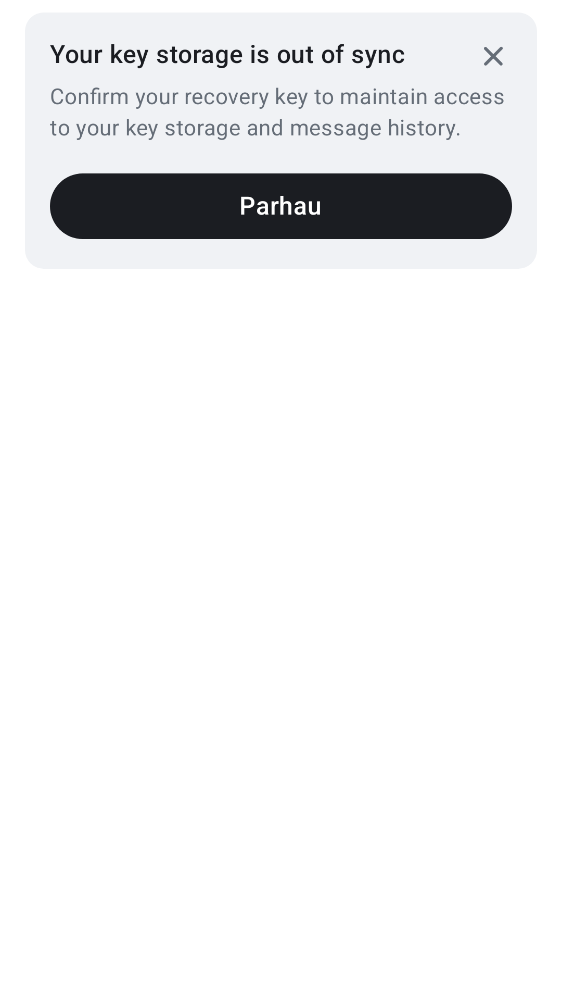 Your key storage is out of sync
Confirm your recovery key to maintain access
to your key storage and message history.
Parhau